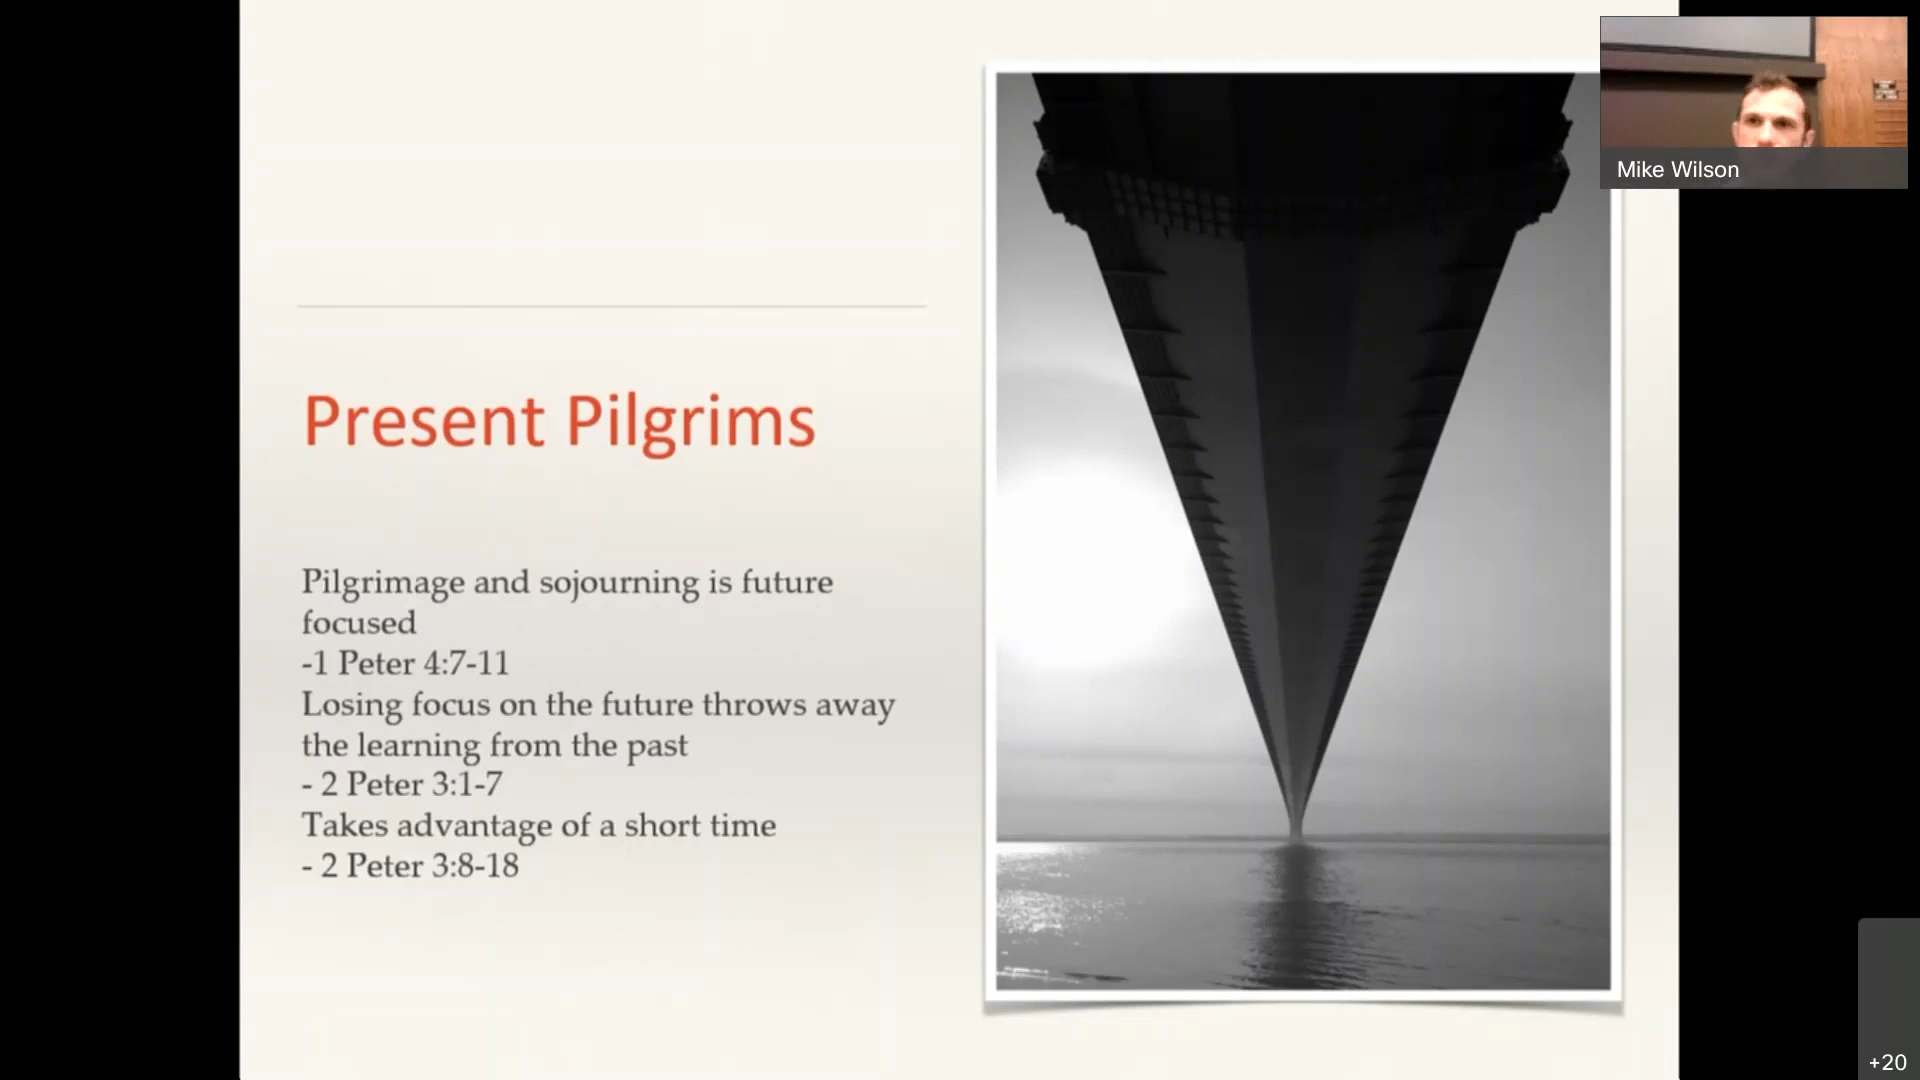 Mike Wilson
Present Pilgrims
Pilgrimage and sojourning is future
focused
-1 Peter 4:7-11
Losing focus on the future throws away
the learning from the past
- 2 Peter 3:1-7
Takes advantage of a short time
- 2 Peter 3:8-18
+20